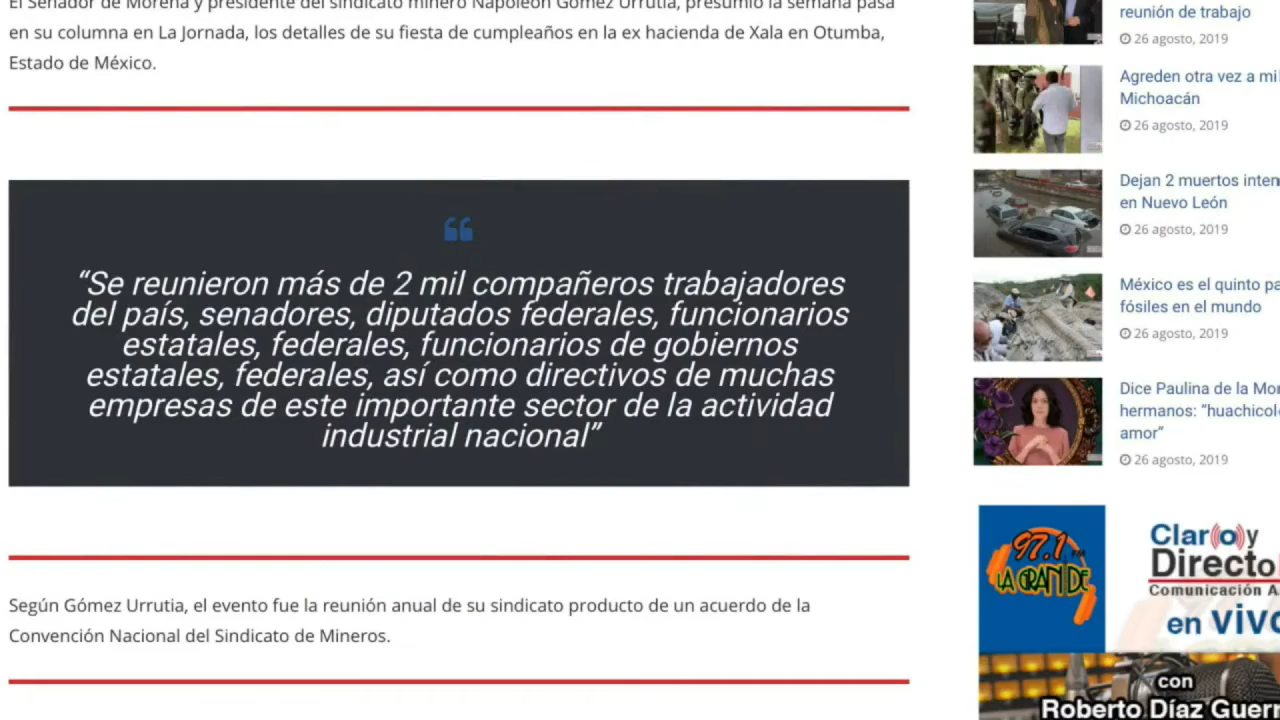 El Senador de Morena y presidente del sindicato minero Napoleón Gómez Urrutia, presumió la semana pasa
en su columna en La Jornada, los detalles de su fiesta de cumpleaños en la ex hacienda de Xala en Otumba,
Estado de México.
“Se reunieron más de 2 mil compañeros trabajadores
del país, senadores, diputados federales, funcionarios
estatales, federales, funcionarios de gobiernos
estatales, federales, así como directivos de muchas
empresas de este importante sector de la actividad
industrial nacional”
Según Gómez Urrutia, el evento fue la reunión anual de su sindicato producto de un acuerdo de la
Convención Nacional del Sindicato de Mineros.
reunión de trabajo
26 agosto, 2019
Agreden otra vez a mil
Michoacán
26 agosto, 2019
Dejan 2 muertos inten
en Nuevo León
26 agosto, 2019
México es el quinto pa
fósiles en el mundo
26 agosto, 2019
Dice Paulina de la Mo
hermanos: “huachicol
amor”
26 agosto, 2019
97.1 FM
LA GRANDE
Claro y
Directo
Comunicación A
en vivo
con
Roberto Díaz Guerr